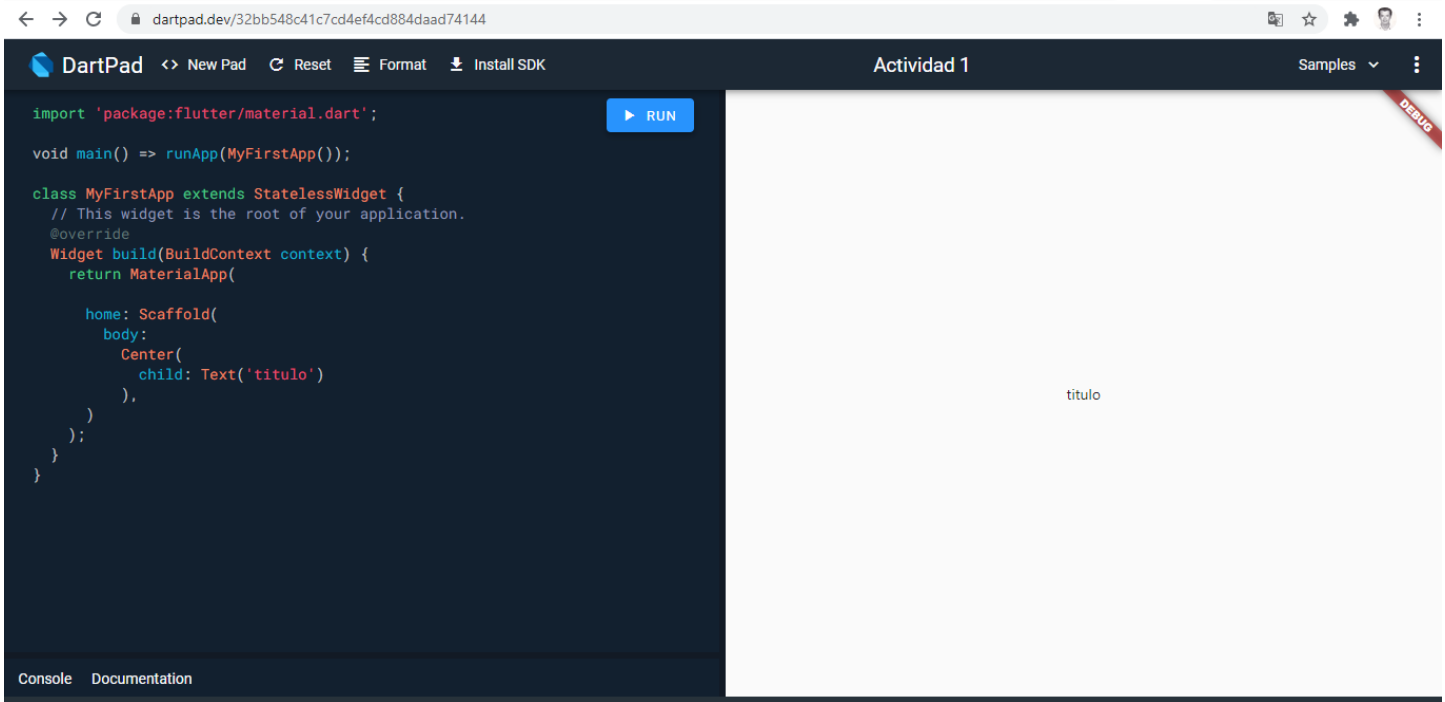 dartpad.dev/32bb548c41c7cd4ef4cd884daad74144
DartPad <> New Pad Reset Format Install SDK Actividad 1 Samples
import 'package:flutter/material.dart';
RUN
DEBUG
void main() => runApp(MyFirstApp());
class MyFirstApp extends StatelessWidget {
// This widget is the root of your application.
@override
Widget build(BuildContext context) {
return MaterialApp(
home: Scaffold(
body:
Center(
child: Text('titulo')
),
)
);
}
}
titulo
Console Documentation